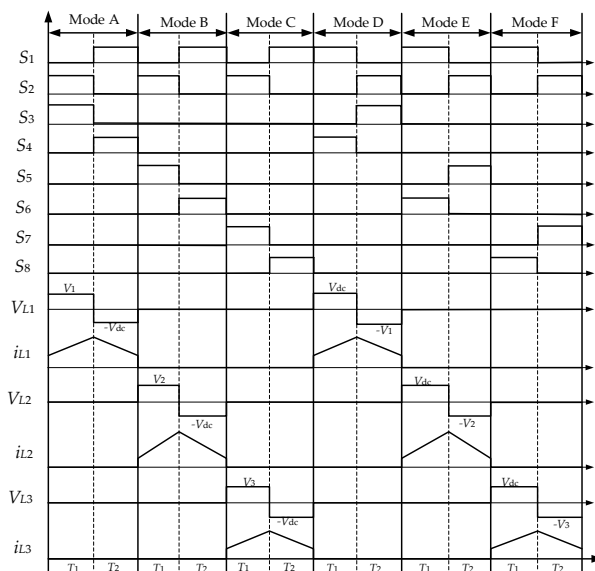 Mode A Mode B Mode C Mode D Mode E Mode F
S1
S2
S3
S4
S5
S6
S7
S8
V1 Vdc
VL1
-Vdc -V1
iL1
V2 Vdc
VL2
-Vdc -V2
iL2
V3 Vdc
VL3
-Vdc -V3
iL3
T1 T2 T1 T2 T1 T2 T1 T2 T1 T2 T1 T2